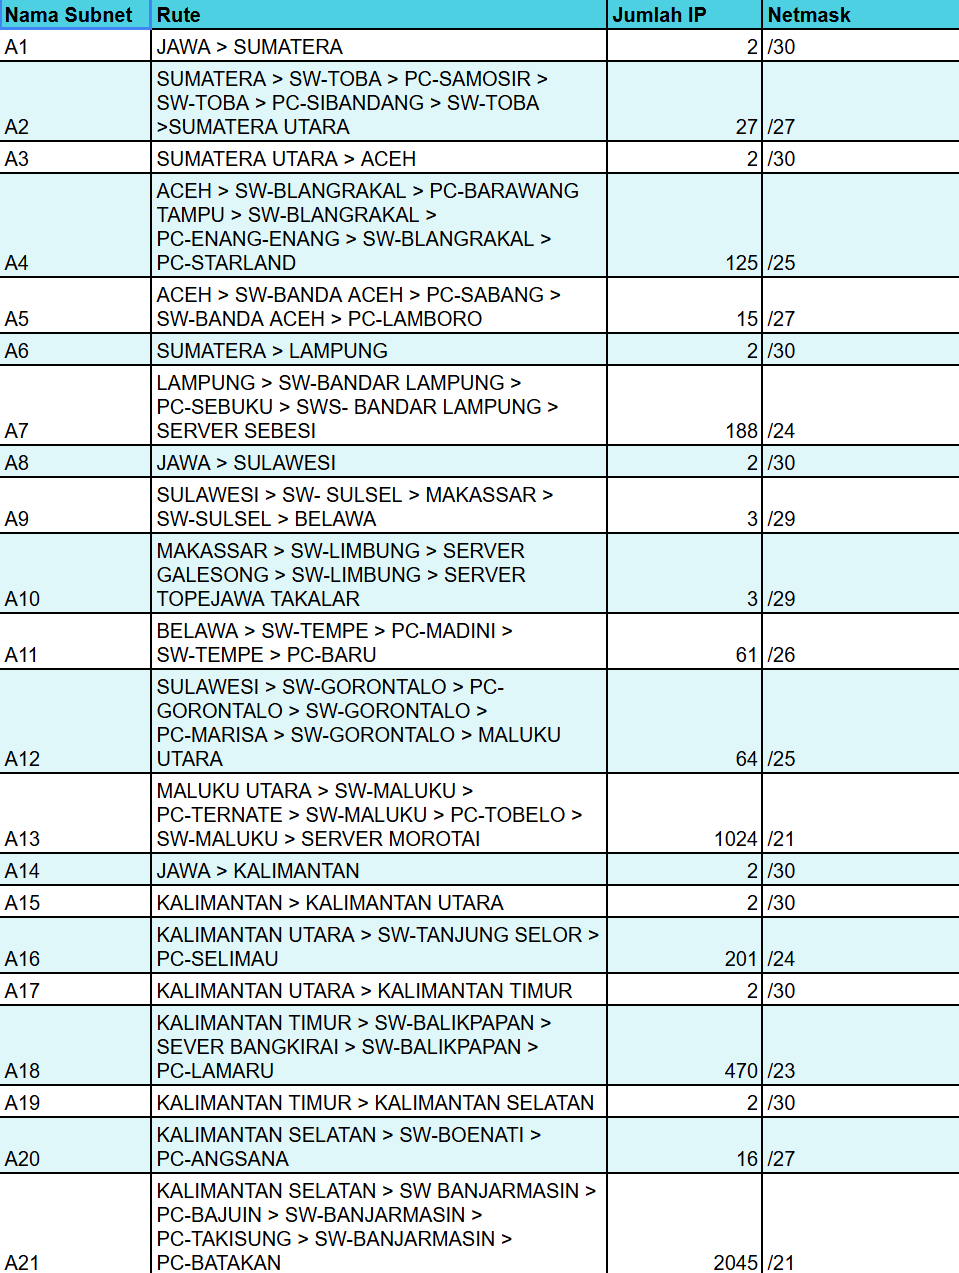 Nama Subnet Rute Jumlah IP Netmask
A1 JAWA > SUMATERA 2 /30
SUMATERA > SW-TOBA > PC-SAMOSIR >
SW-TOBA > PC-SIBANDANG > SW-TOBA
A2 >SUMATERA UTARA 27 /27
A3 SUMATERA UTARA > ACEH 2 /30
ACEH > SW-BLANGRAKAL > PC-BARAWANG
TAMPU > SW-BLANGRAKAL >
PC-ENANG-ENANG > SW-BLANGRAKAL >
A4 PC-STARLAND 125 /25
ACEH > SW-BANDA ACEH > PC-SABANG >
A5 SW-BANDA ACEH > PC-LAMBORO 15 /27
A6 SUMATERA > LAMPUNG 2 /30
LAMPUNG > SW-BANDAR LAMPUNG >
PC-SEBUKU > SWS- BANDAR LAMPUNG >
A7 SERVER SEBESI 188 /24
A8 JAWA > SULAWESI 2 /30
SULAWESI > SW- SULSEL > MAKASSAR >
A9 SW-SULSEL > BELAWA 3 /29
MAKASSAR > SW-LIMBUNG > SERVER
GALESONG > SW-LIMBUNG > SERVER
A10 TOPEJAWA TAKALAR 3 /29
BELAWA > SW-TEMPE > PC-MADINI >
A11 SW-TEMPE > PC-BARU 61 /26
SULAWESI > SW-GORONTALO > PC-
GORONTALO > SW-GORONTALO >
PC-MARISA > SW-GORONTALO > MALUKU
A12 UTARA 64 /25
MALUKU UTARA > SW-MALUKU >
PC-TERNATE > SW-MALUKU > PC-TOBELO >
A13 SW-MALUKU > SERVER MOROTAI 1024 /21
A14 JAWA > KALIMANTAN 2 /30
A15 KALIMANTAN > KALIMANTAN UTARA 2 /30
KALIMANTAN UTARA > SW-TANJUNG SELOR >
A16 PC-SELIMAU 201 /24
A17 KALIMANTAN UTARA > KALIMANTAN TIMUR 2 /30
KALIMANTAN TIMUR > SW-BALIKPAPAN >
SEVER BANGKIRAI > SW-BALIKPAPAN >
A18 PC-LAMARU 470 /23
A19 KALIMANTAN TIMUR > KALIMANTAN SELATAN 2 /30
KALIMANTAN SELATAN > SW-BOENATI >
A20 PC-ANGSANA 16 /27
KALIMANTAN SELATAN > SW BANJARMASIN >
PC-BAJUIN > SW-BANJARMASIN >
PC-TAKISUNG > SW-BANJARMASIN >
A21 PC-BATAKAN 2045 /21